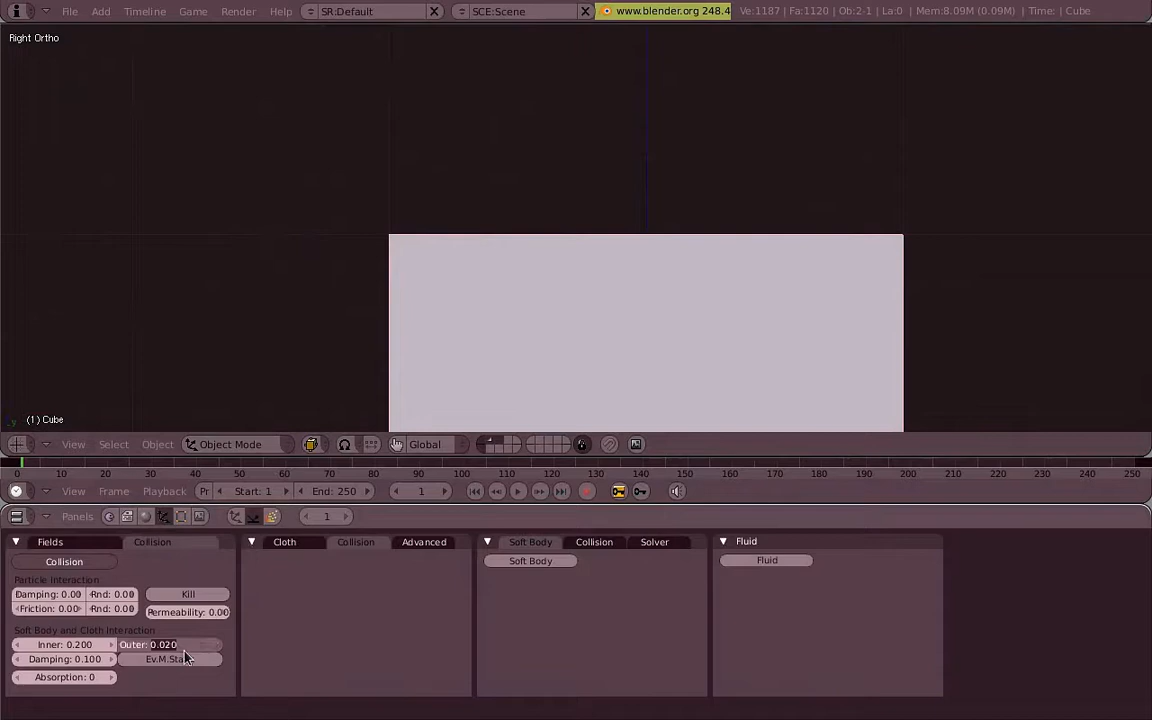 File Add Timeline Game Render Help SR:Default SCE:Scene www.blender.org 248.4 Ve:1187 | Fa:1120 | Ob:2-1 | La:0 | Mem:8.09M (0.09M) | Time: | Cube
Right Ortho
(1) Cube
View Select Object Object Mode Global
0 10 20 30 40 50 60 70 80 90 100 110 120 130 140 150 160 170 180 190 200 210 220 230 240 250
View Frame Playback Pr Start: 1 End: 250 1
Panels 1
Fields Collision Cloth Collision Advanced Soft Body Collision Solver Fluid
Collision Soft Body Fluid
Particle Interaction
Damping: 0.00 Rnd: 0.00 Kill
Friction: 0.00 Rnd: 0.00 Permeability: 0.00
Soft Body and Cloth Interaction
Inner: 0.200 Outer: 0.020
Damping: 0.100 Ev.M.Sta
Absorption: 0